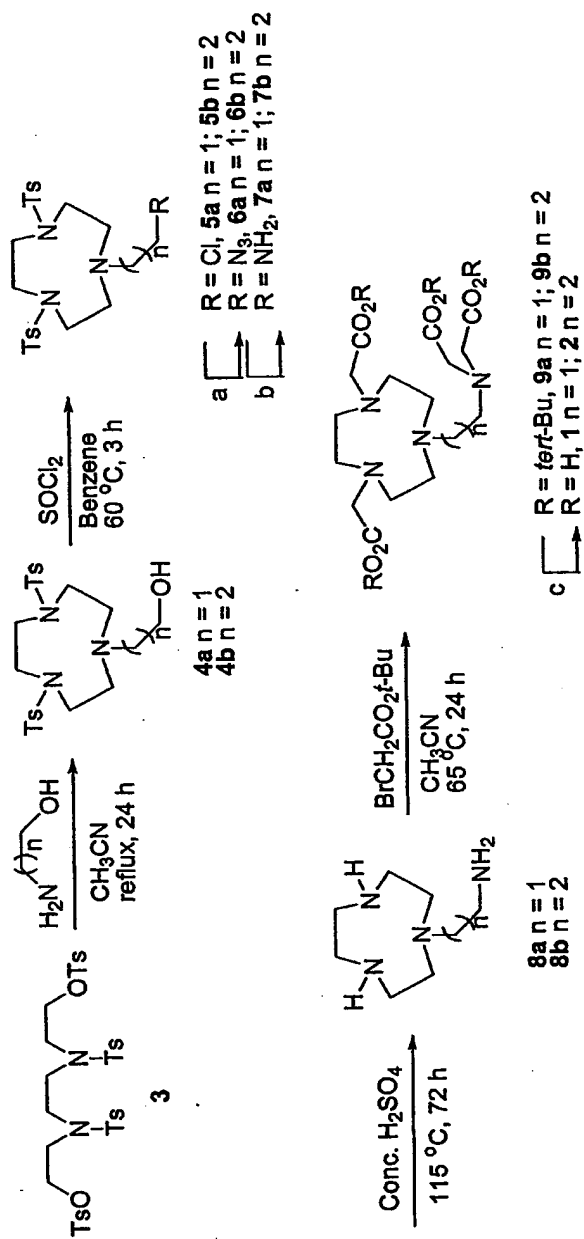 TsO
N
Ts
N
Ts
OTs
3
H2N
( )n
OH
CH3CN
reflux, 24 h
Ts
N
N
Ts
N
n
OH
4a n = 1
4b n = 2
SOCl2
Benzene
60 °C, 3 h
Ts
N
N
Ts
N
n
R
a
b
R = Cl, 5a n = 1; 5b n = 2
R = N3, 6a n = 1; 6b n = 2
R = NH2, 7a n = 1; 7b n = 2
Conc. H2SO4
115 °C, 72 h
H
N
N
H
N
n
NH2
8a n = 1
8b n = 2
BrCH2CO2t-Bu
CH3CN
65 °C, 24 h
RO2C
N
N
CO2R
N
n
N
CO2R
CO2R
c
R = tert-Bu, 9a n = 1; 9b n = 2
R = H, 1 n = 1; 2 n = 2